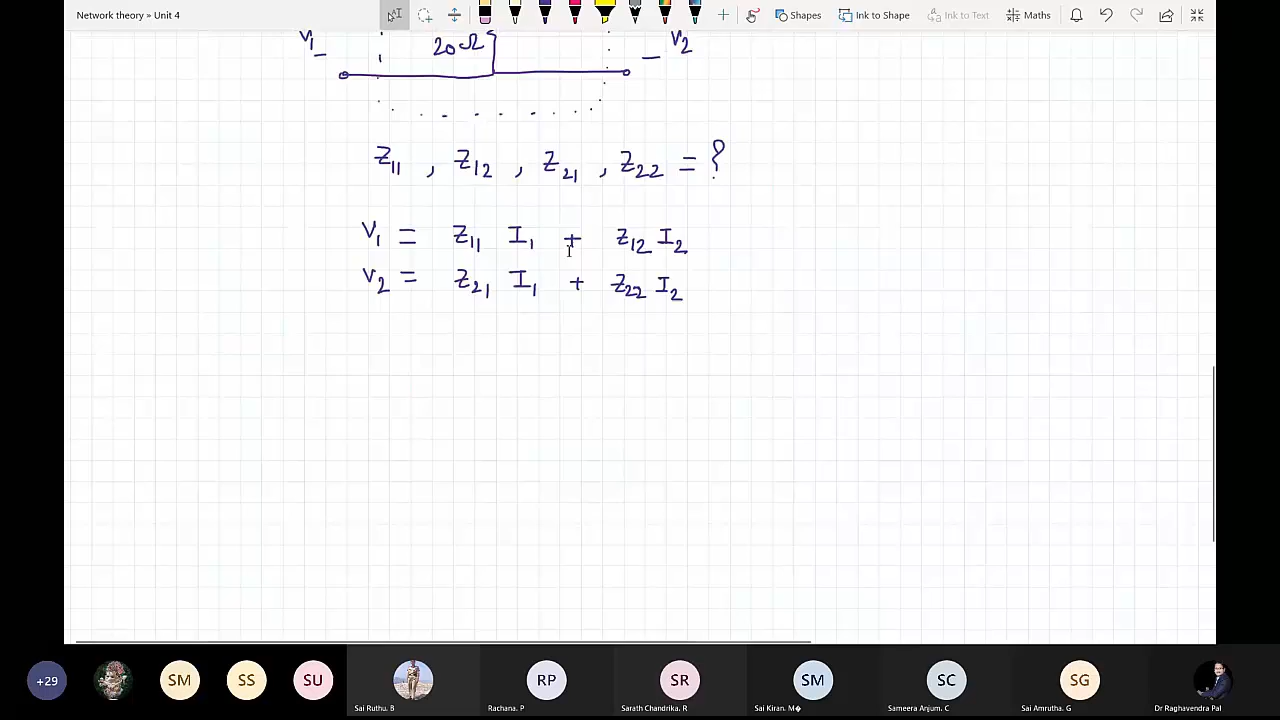 Network theory » Unit 4
Shapes
Ink to Shape
Ink to Text
Maths
V₁
−
20Ω
− V₂
Z₁₁ , Z₁₂ , Z₂₁ , Z₂₂ = ?
V₁ = Z₁₁ I₁ + Z₁₂ I₂
V₂ = Z₂₁ I₁ + Z₂₂ I₂
+29
SM
SS
SU
RP
SR
SM
SC
SG
Sai Ruthu. B
Rachana. P
Sarath Chandrika. R
Sai Kiran. M�
Sameera Anjum. C
Sai Amrutha. G
Dr Raghavendra Pal